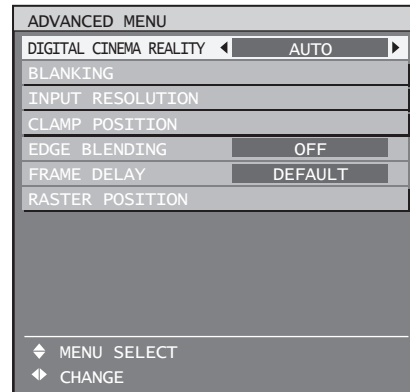 ADVANCED MENU
DIGITAL CINEMA REALITY AUTO
BLANKING
INPUT RESOLUTION
CLAMP POSITION
EDGE BLENDING OFF
FRAME DELAY DEFAULT
RASTER POSITION
MENU SELECT
CHANGE